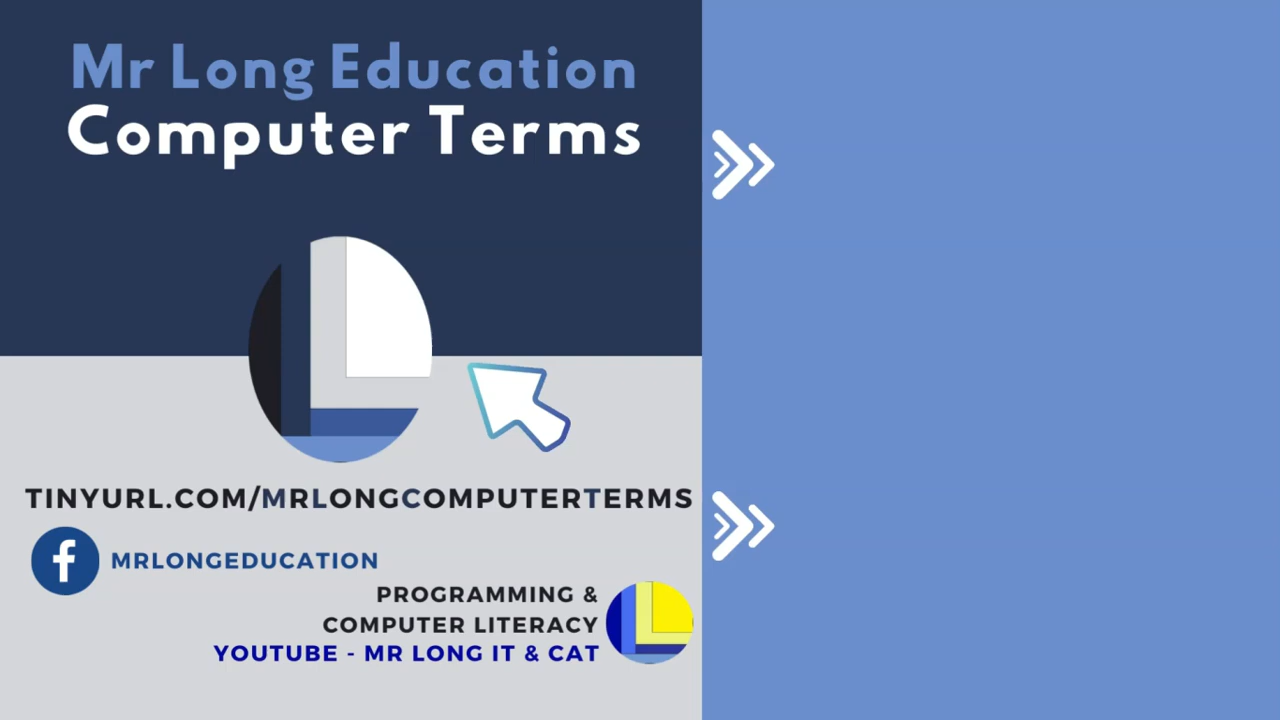 Mr Long Education
Computer Terms
TINYURL.COM/MRLONGCOMPUTERTERMS
MRLONGEDUCATION
PROGRAMMING &
COMPUTER LITERACY
YOUTUBE - MR LONG IT & CAT